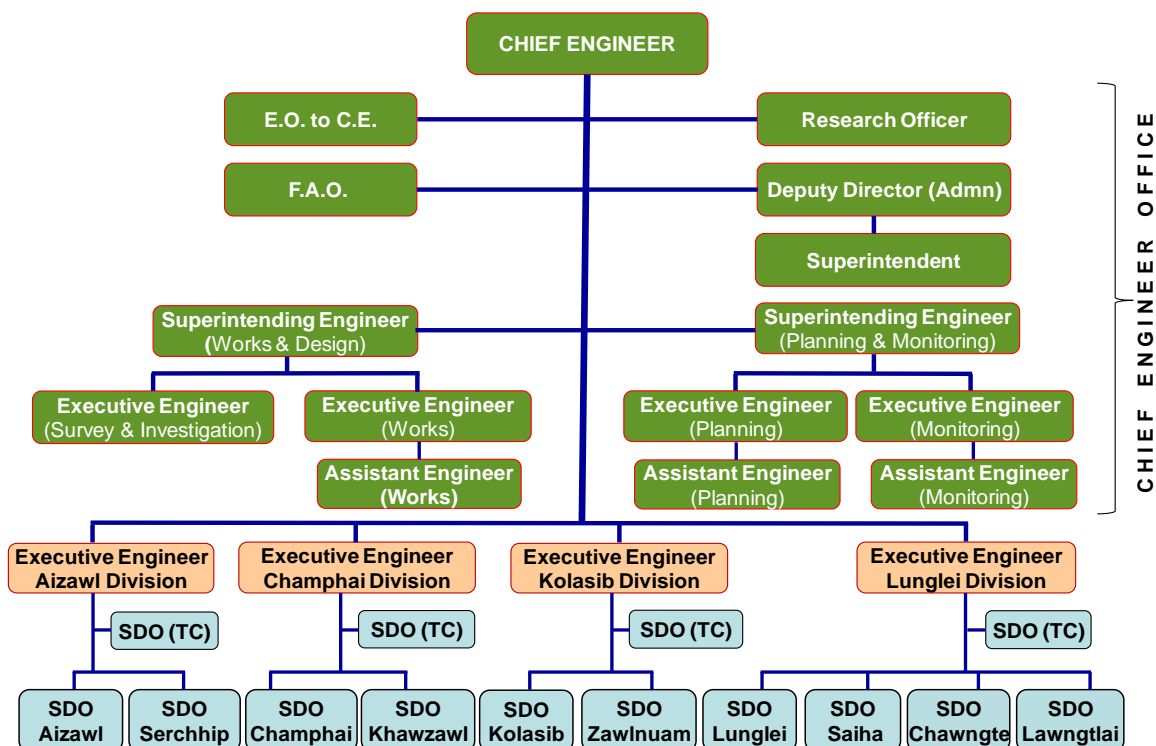 CHIEF ENGINEER
E.O. to C.E.
Research Officer
F.A.O.
Deputy Director (Admn)
Superintendent
Superintending Engineer
(Works & Design)
Superintending Engineer
(Planning & Monitoring)
Executive Engineer
(Survey & Investigation)
Executive Engineer
(Works)
Executive Engineer
(Planning)
Executive Engineer
(Monitoring)
Assistant Engineer
(Works)
Assistant Engineer
(Planning)
Assistant Engineer
(Monitoring)
CHIEF ENGINEER OFFICE
Executive Engineer
Aizawl Division
Executive Engineer
Champhai Division
Executive Engineer
Kolasib Division
Executive Engineer
Lunglei Division
SDO (TC)
SDO (TC)
SDO (TC)
SDO (TC)
SDO
Aizawl
SDO
Serchhip
SDO
Champhai
SDO
Khawzawl
SDO
Kolasib
SDO
Zawlnuam
SDO
Lunglei
SDO
Saiha
SDO
Chawngte
SDO
Lawngtlai